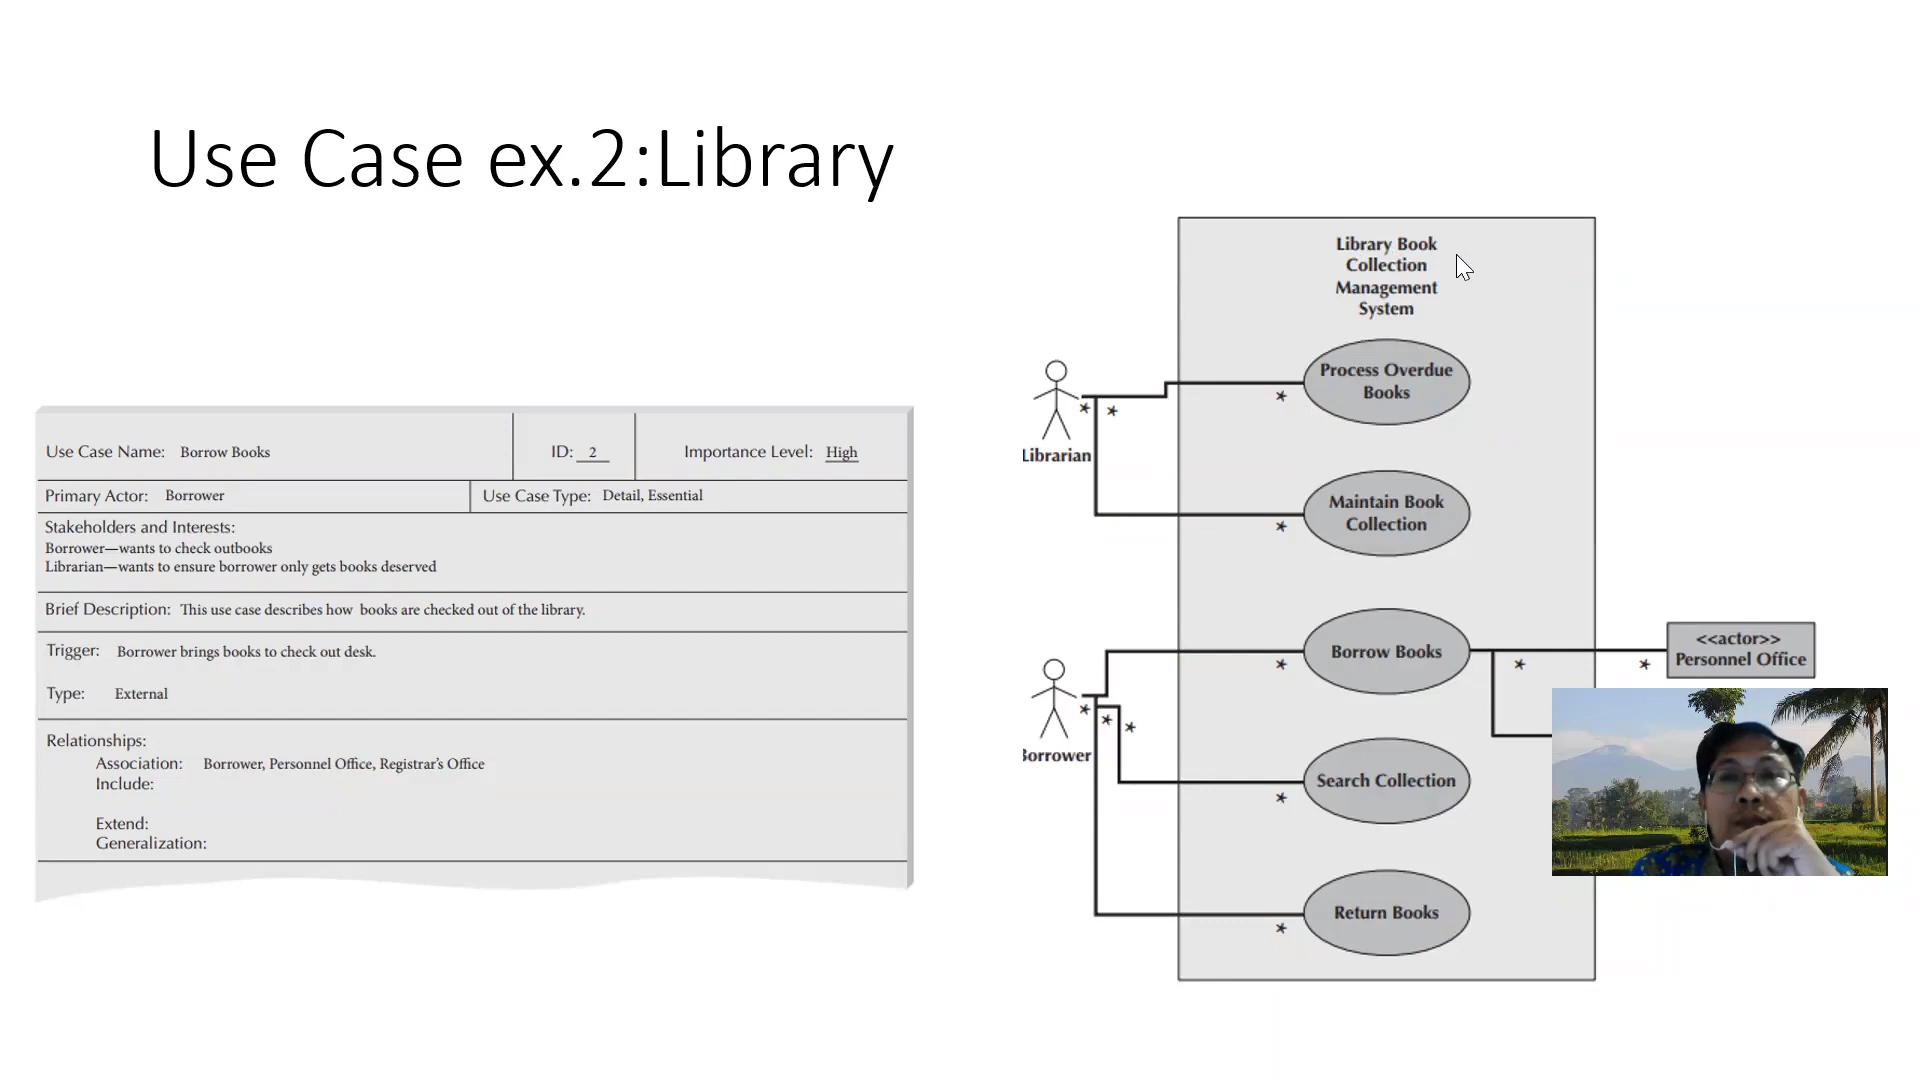 Use Case ex.2:Library
Use Case Name: Borrow Books
ID: 2
Importance Level: High
Primary Actor: Borrower
Use Case Type: Detail, Essential
Stakeholders and Interests:
Borrower—wants to check outbooks
Librarian—wants to ensure borrower only gets books deserved
Brief Description: This use case describes how books are checked out of the library.
Trigger: Borrower brings books to check out desk.
Type: External
Relationships:
Association: Borrower, Personnel Office, Registrar's Office
Include:
Extend:
Generalization:
Library Book
Collection
Management
System
Process Overdue
Books
*
*
*
Librarian
Maintain Book
Collection
*
Borrow Books
*
*
*
<<actor>>
Personnel Office
*
*
*
Borrower
Search Collection
*
Return Books
*